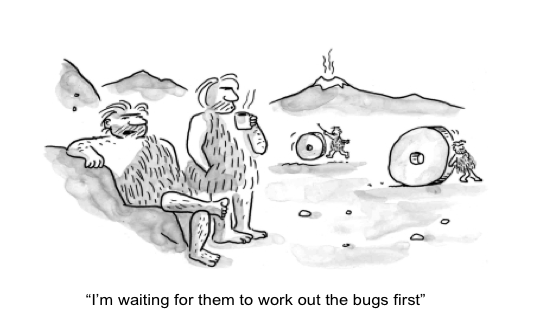 “I’m waiting for them to work out the bugs first”